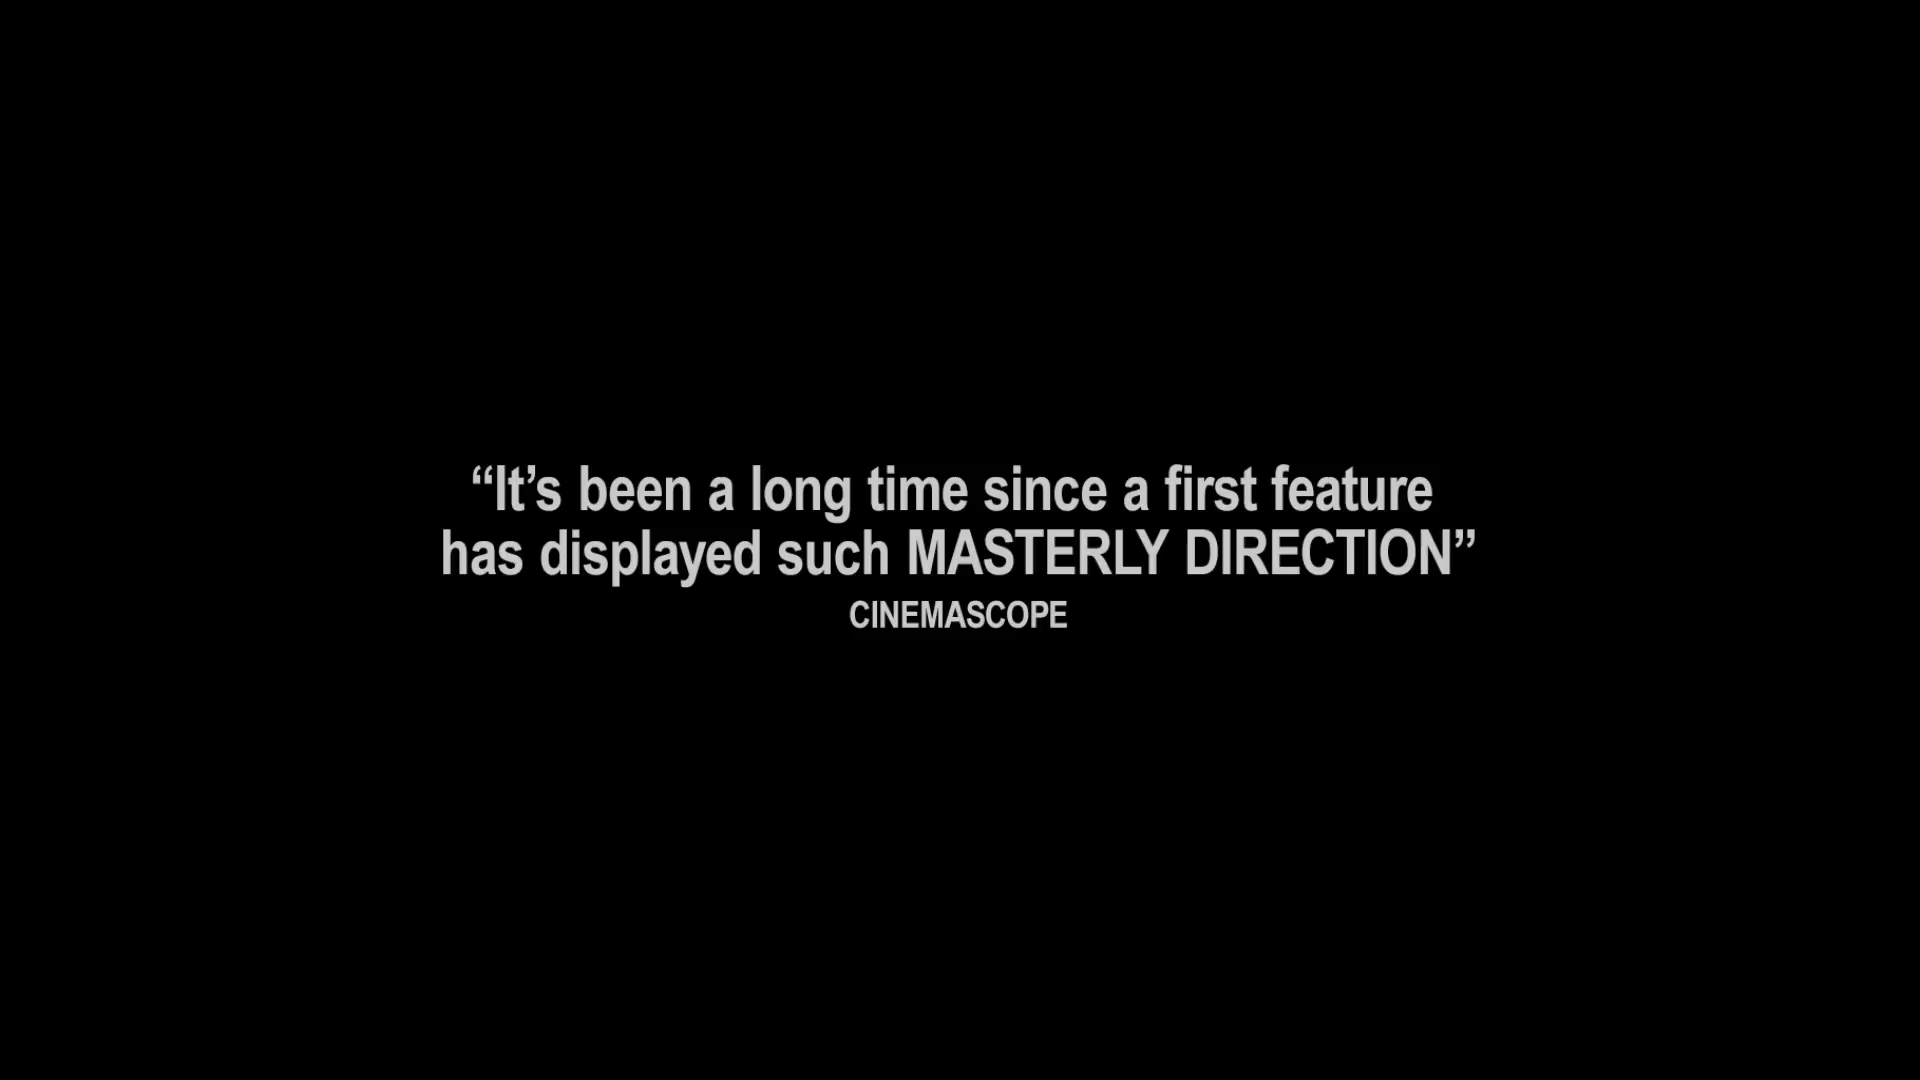 “It’s been a long time since a first feature
has displayed such MASTERLY DIRECTION”
CINEMASCOPE